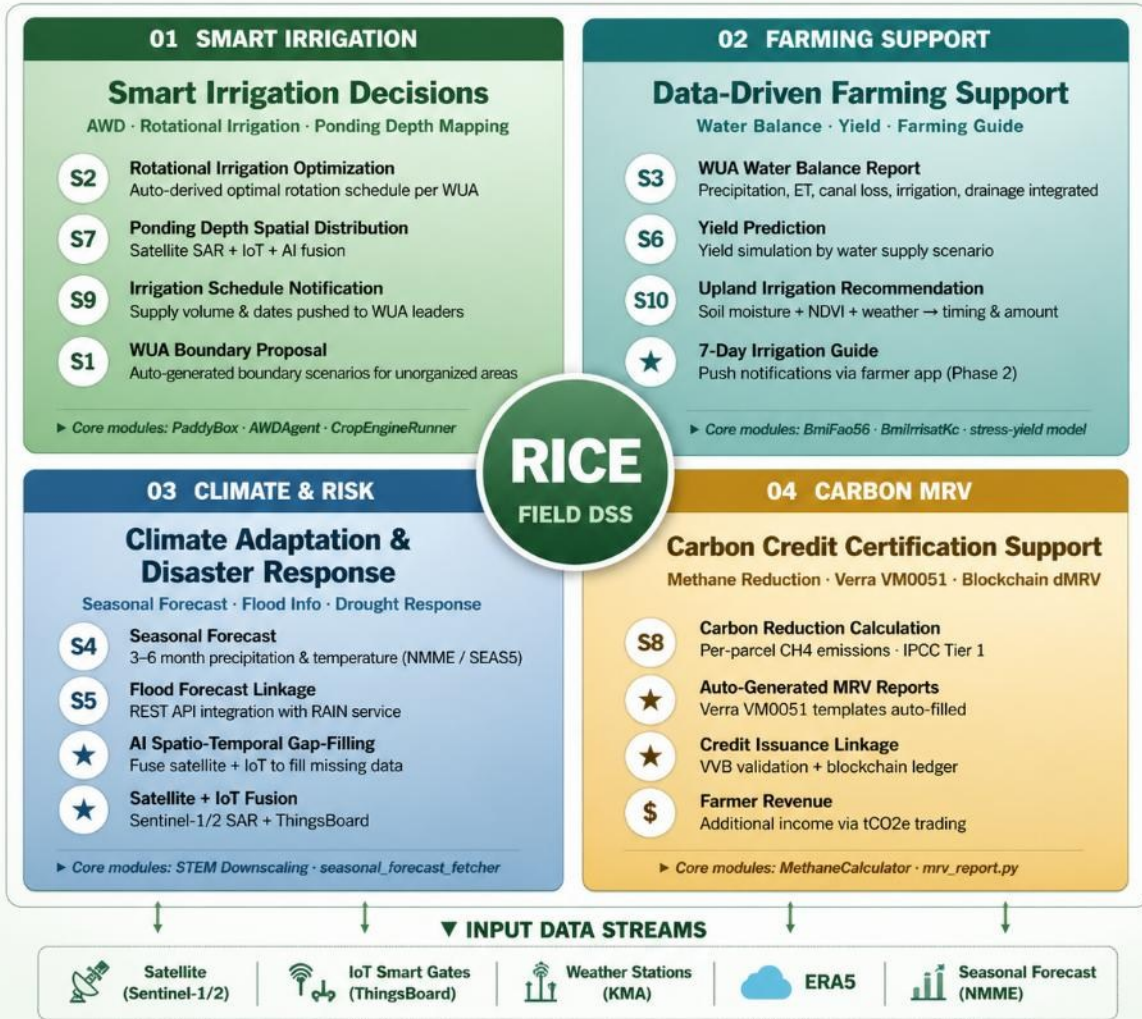 01 SMART IRRIGATION
Smart Irrigation Decisions
AWD · Rotational Irrigation · Ponding Depth Mapping
S2
Rotational Irrigation Optimization
Auto-derived optimal rotation schedule per WUA
S7
Ponding Depth Spatial Distribution
Satellite SAR + IoT + AI fusion
S9
Irrigation Schedule Notification
Supply volume & dates pushed to WUA leaders
S1
WUA Boundary Proposal
Auto-generated boundary scenarios for unorganized areas
► Core modules: PaddyBox · AWDAgent · CropEngineRunner
02 FARMING SUPPORT
Data-Driven Farming Support
Water Balance · Yield · Farming Guide
S3
WUA Water Balance Report
Precipitation, ET, canal loss, irrigation, drainage integrated
S6
Yield Prediction
Yield simulation by water supply scenario
S10
Upland Irrigation Recommendation
Soil moisture + NDVI + weather → timing & amount
★
7-Day Irrigation Guide
Push notifications via farmer app (Phase 2)
► Core modules: BmiFao56 · BmiIrrisatKc · stress-yield model
RICE
FIELD DSS
03 CLIMATE & RISK
Climate Adaptation &
Disaster Response
Seasonal Forecast · Flood Info · Drought Response
S4
Seasonal Forecast
3–6 month precipitation & temperature (NMME / SEAS5)
S5
Flood Forecast Linkage
REST API integration with RAIN service
★
AI Spatio-Temporal Gap-Filling
Fuse satellite + IoT to fill missing data
★
Satellite + IoT Fusion
Sentinel-1/2 SAR + ThingsBoard
► Core modules: STEM Downscaling · seasonal_forecast_fetcher
04 CARBON MRV
Carbon Credit Certification Support
Methane Reduction · Verra VM0051 · Blockchain dMRV
S8
Carbon Reduction Calculation
Per-parcel CH4 emissions · IPCC Tier 1
★
Auto-Generated MRV Reports
Verra VM0051 templates auto-filled
★
Credit Issuance Linkage
VVB validation + blockchain ledger
$
Farmer Revenue
Additional income via tCO2e trading
► Core modules: MethaneCalculator · mrv_report.py
▼ INPUT DATA STREAMS
Satellite
(Sentinel-1/2)
IoT Smart Gates
(ThingsBoard)
Weather Stations
(KMA)
ERA5
Seasonal Forecast
(NMME)